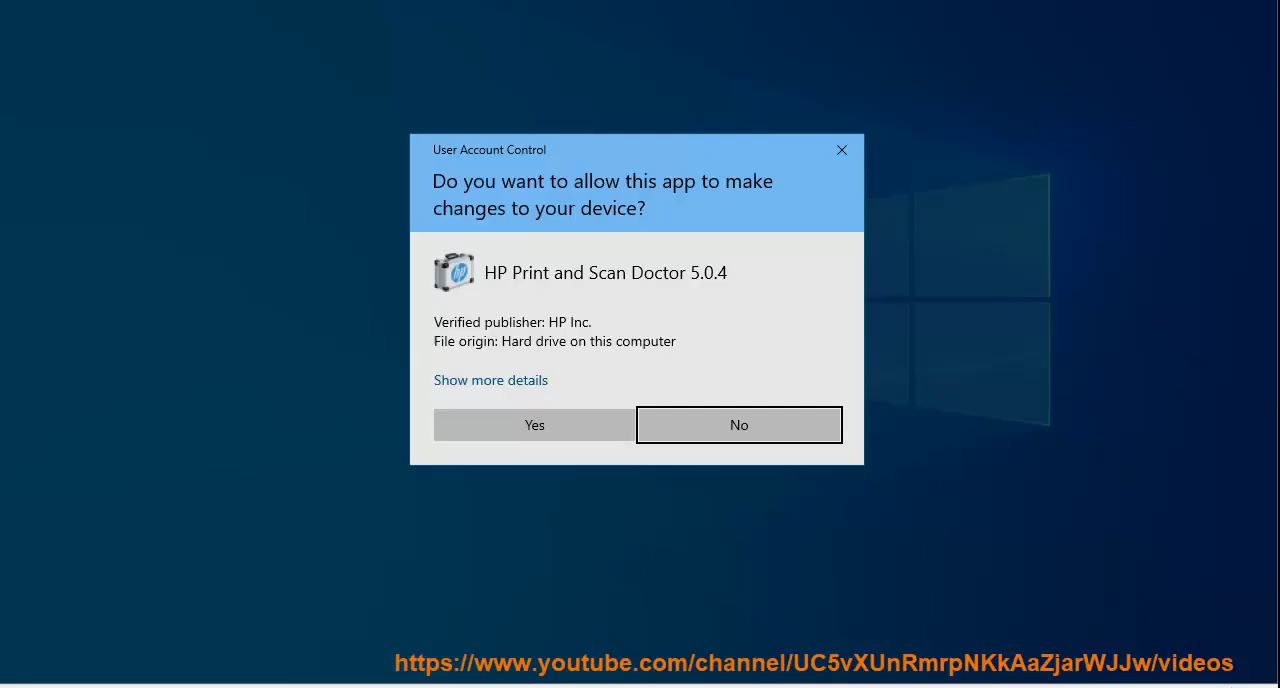 User Account Control
Do you want to allow this app to make
changes to your device?
hp
HP Print and Scan Doctor 5.0.4
Verified publisher: HP Inc.
File origin: Hard drive on this computer
Show more details
Yes
No
https://www.youtube.com/channel/UC5vXUnRmrpNKkAaZjarWJJw/videos